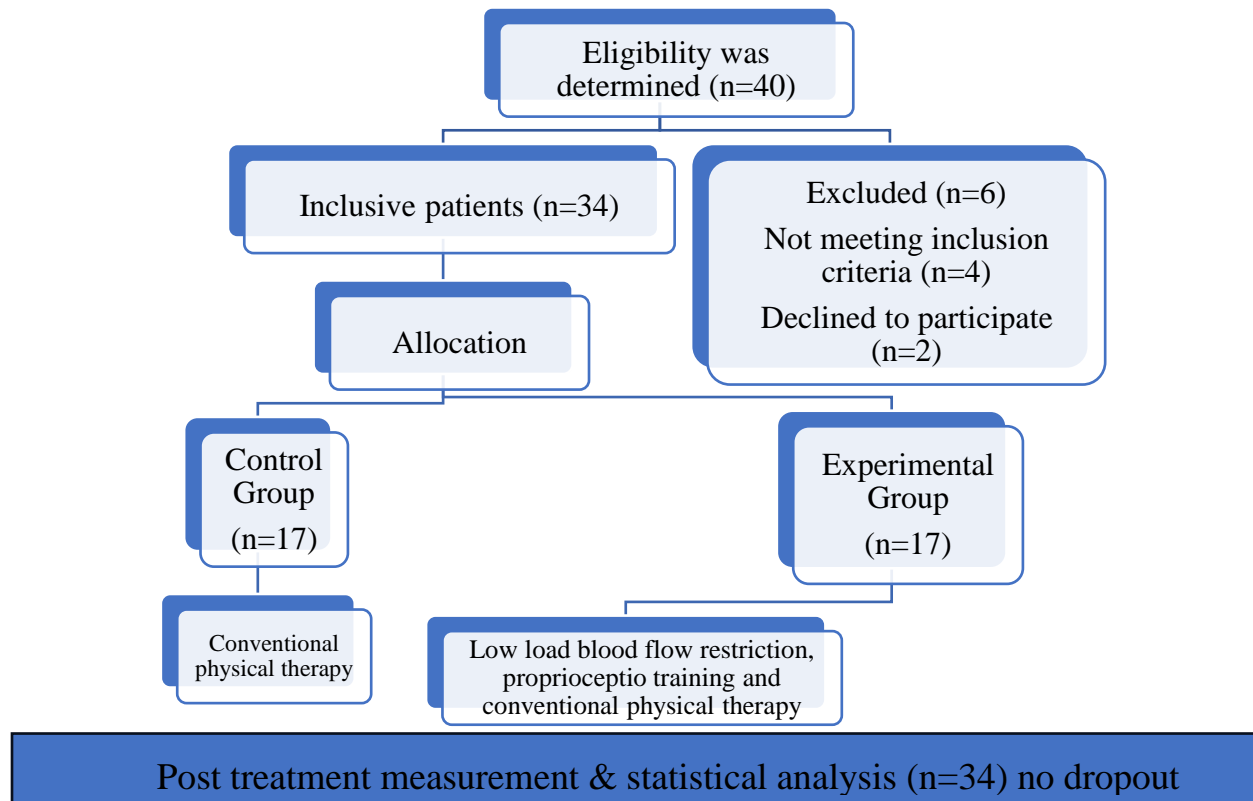 Eligibility was
determined (n=40)
Inclusive patients (n=34)
Excluded (n=6)
Not meeting inclusion
criteria (n=4)
Declined to participate
(n=2)
Allocation
Control
Group
(n=17)
Experimental
Group
(n=17)
Conventional
physical therapy
Low load blood flow restriction,
proprioceptio training and
conventional physical therapy
Post treatment measurement & statistical analysis (n=34) no dropout